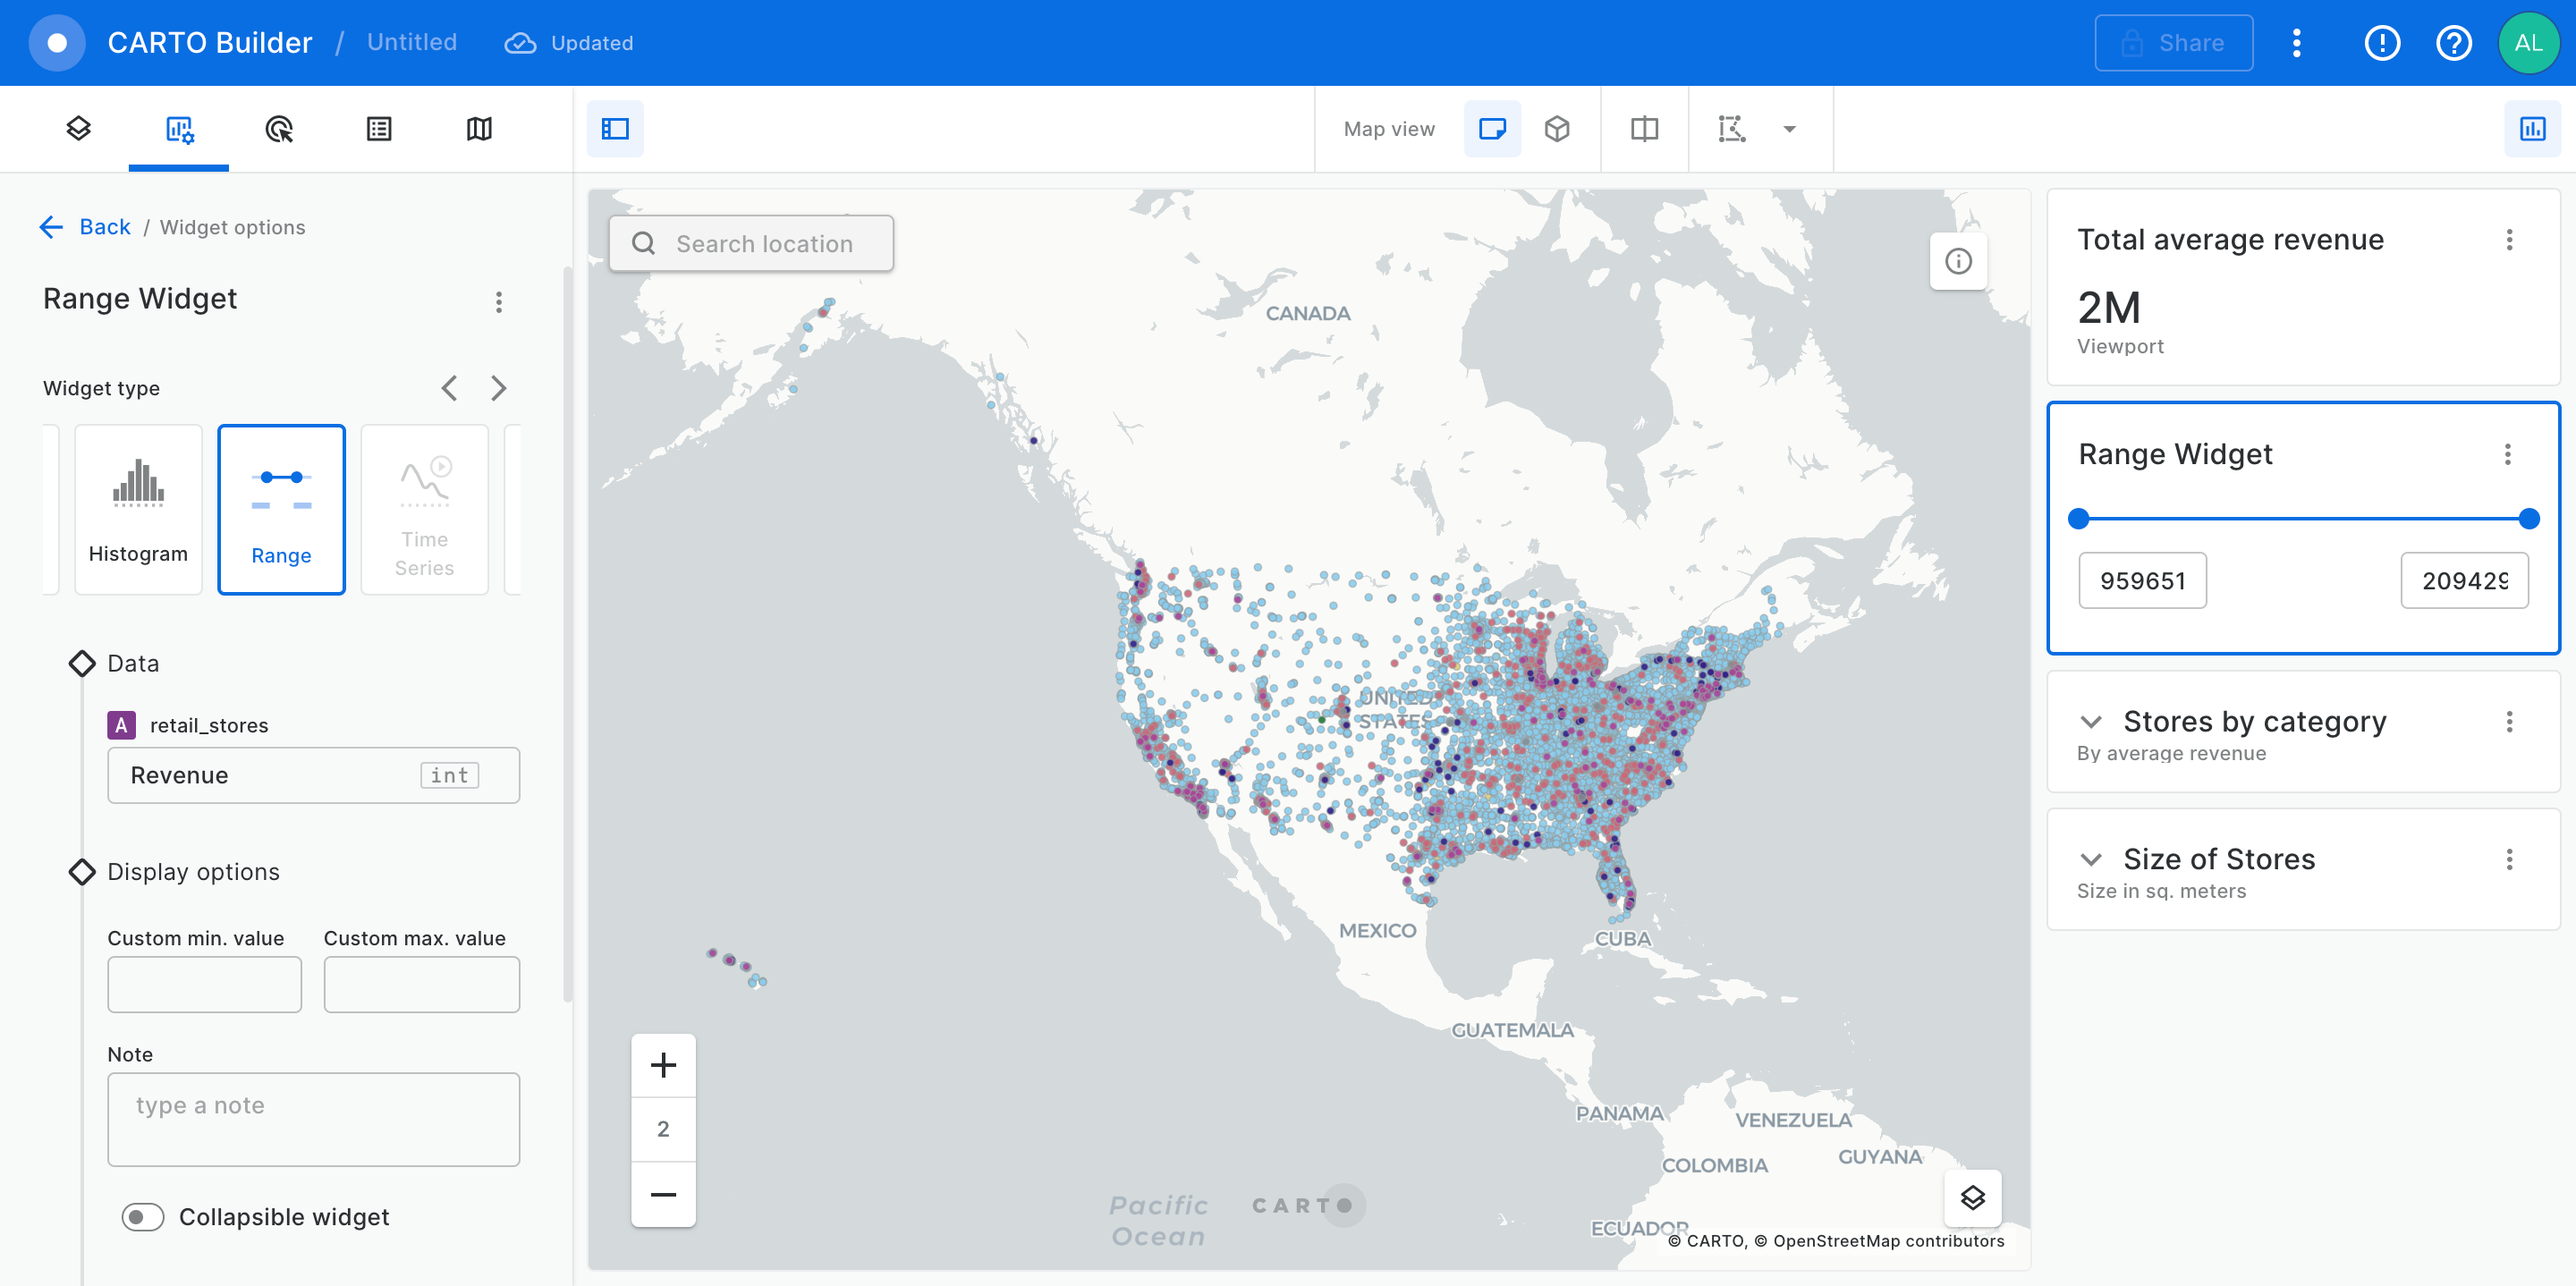 CARTO Builder / Untitled Updated Share AL
Map view
Back / Widget options
Range Widget
Widget type
Histogram
Range
Time
Series
Data
A retail_stores
Revenue int
Display options
Custom min. value Custom max. value
Note
type a note
Collapsible widget
Search location
CANADA
UNITED
STATES
MEXICO
CUBA
GUATEMALA
PANAMA
VENEZUELA
COLOMBIA
GUYANA
ECUADOR
Pacific
Ocean
CARTO
+
2
−
© CARTO, © OpenStreetMap contributors
Total average revenue
2M
Viewport
Range Widget
959651 209429
Stores by category
By average revenue
Size of Stores
Size in sq. meters